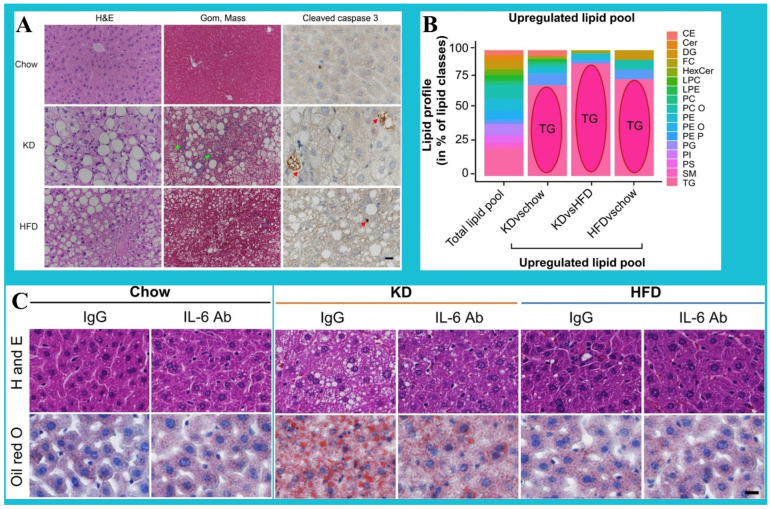 A
H&E
Gom, Mass
Cleaved caspase 3
Chow
KD
HFD
B
Upregulated lipid pool
Lipid profile
(in % of lipid classes)
100
75
50
25
0
TG
TG
TG
Total lipid pool
KDvschow
KDvsHFD
HFDvschow
Upregulated lipid pool
CE
Cer
DG
FC
HexCer
LPC
LPE
PC
PC O
PE
PE O
PE P
PG
PI
PS
SM
TG
C
Chow
KD
HFD
IgG
IL-6 Ab
IgG
IL-6 Ab
IgG
IL-6 Ab
H and E
Oil red O